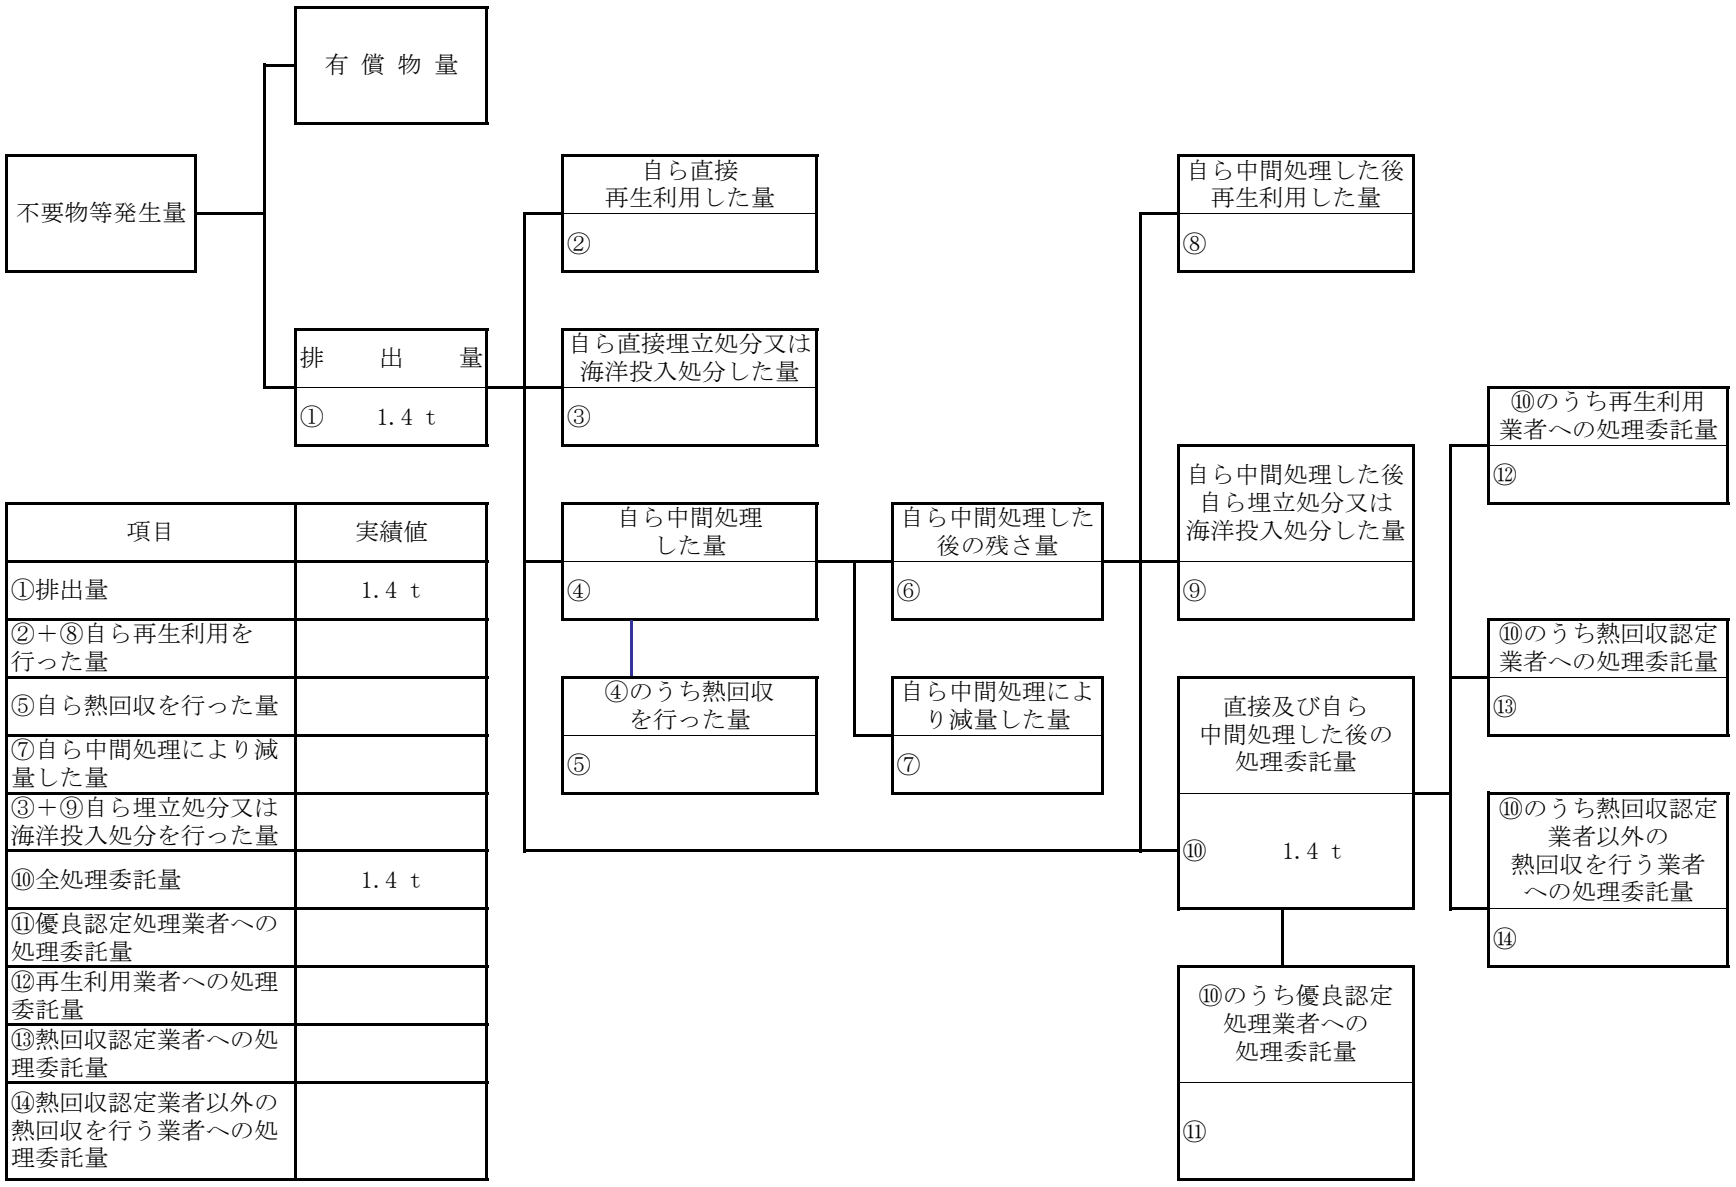 有償物量
不要物等発生量
排出量
① 1.4 t
自ら直接
再生利用した量
②
自ら直接埋立処分又は
海洋投入処分した量
③
自ら中間処理
した量
④
④のうち熱回収
を行った量
⑤
自ら中間処理した
後の残さ量
⑥
自ら中間処理によ
り減量した量
⑦
自ら中間処理した後
再生利用した量
⑧
自ら中間処理した後
自ら埋立処分又は
海洋投入処分した量
⑨
直接及び自ら
中間処理した後の
処理委託量
⑩ 1.4 t
⑩のうち優良認定
処理業者への
処理委託量
⑪
⑩のうち再生利用
業者への処理委託量
⑫
⑩のうち熱回収認定
業者への処理委託量
⑬
⑩のうち熱回収認定
業者以外の
熱回収を行う業者
への処理委託量
⑭
項目 実績値
①排出量 1.4 t
②＋⑧自ら再生利用を
行った量
⑤自ら熱回収を行った量
⑦自ら中間処理により減
量した量
③＋⑨自ら埋立処分又は
海洋投入処分を行った量
⑩全処理委託量 1.4 t
⑪優良認定処理業者への
処理委託量
⑫再生利用業者への処理
委託量
⑬熱回収認定業者への処
理委託量
⑭熱回収認定業者以外の
熱回収を行う業者への処
理委託量